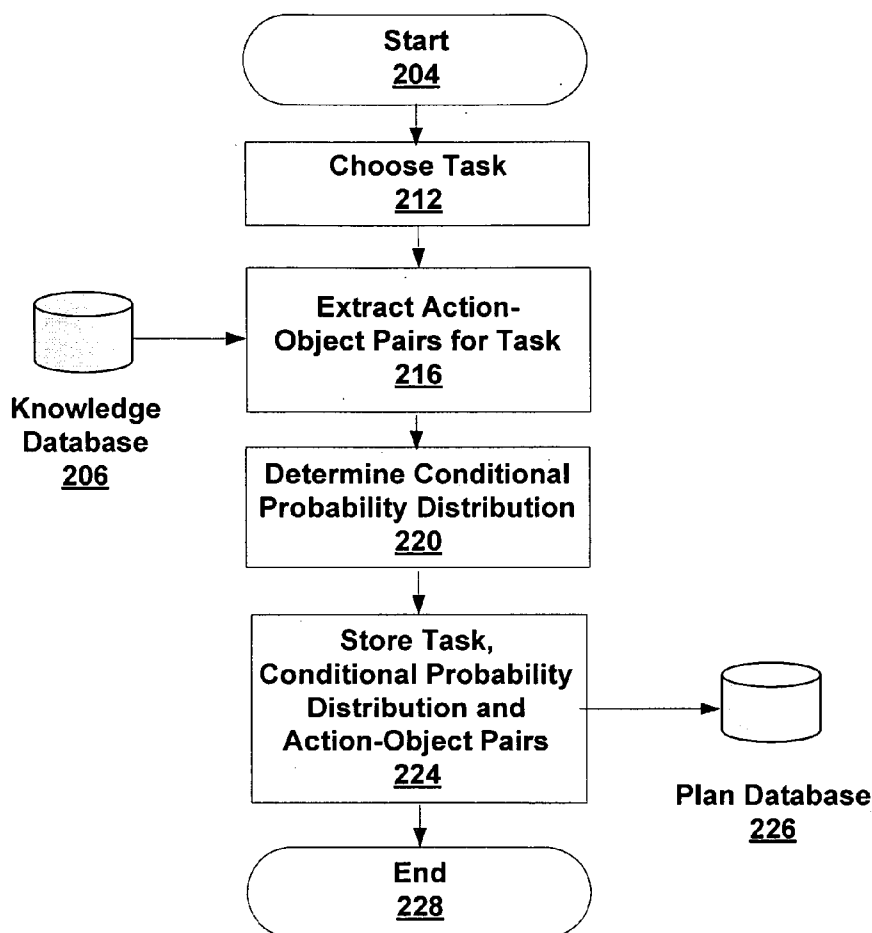 Start
204
Choose Task
212
Extract Action-
Object Pairs for Task
216
Knowledge
Database
206
Determine Conditional
Probability Distribution
220
Store Task,
Conditional Probability
Distribution and
Action-Object Pairs
224
Plan Database
226
End
228